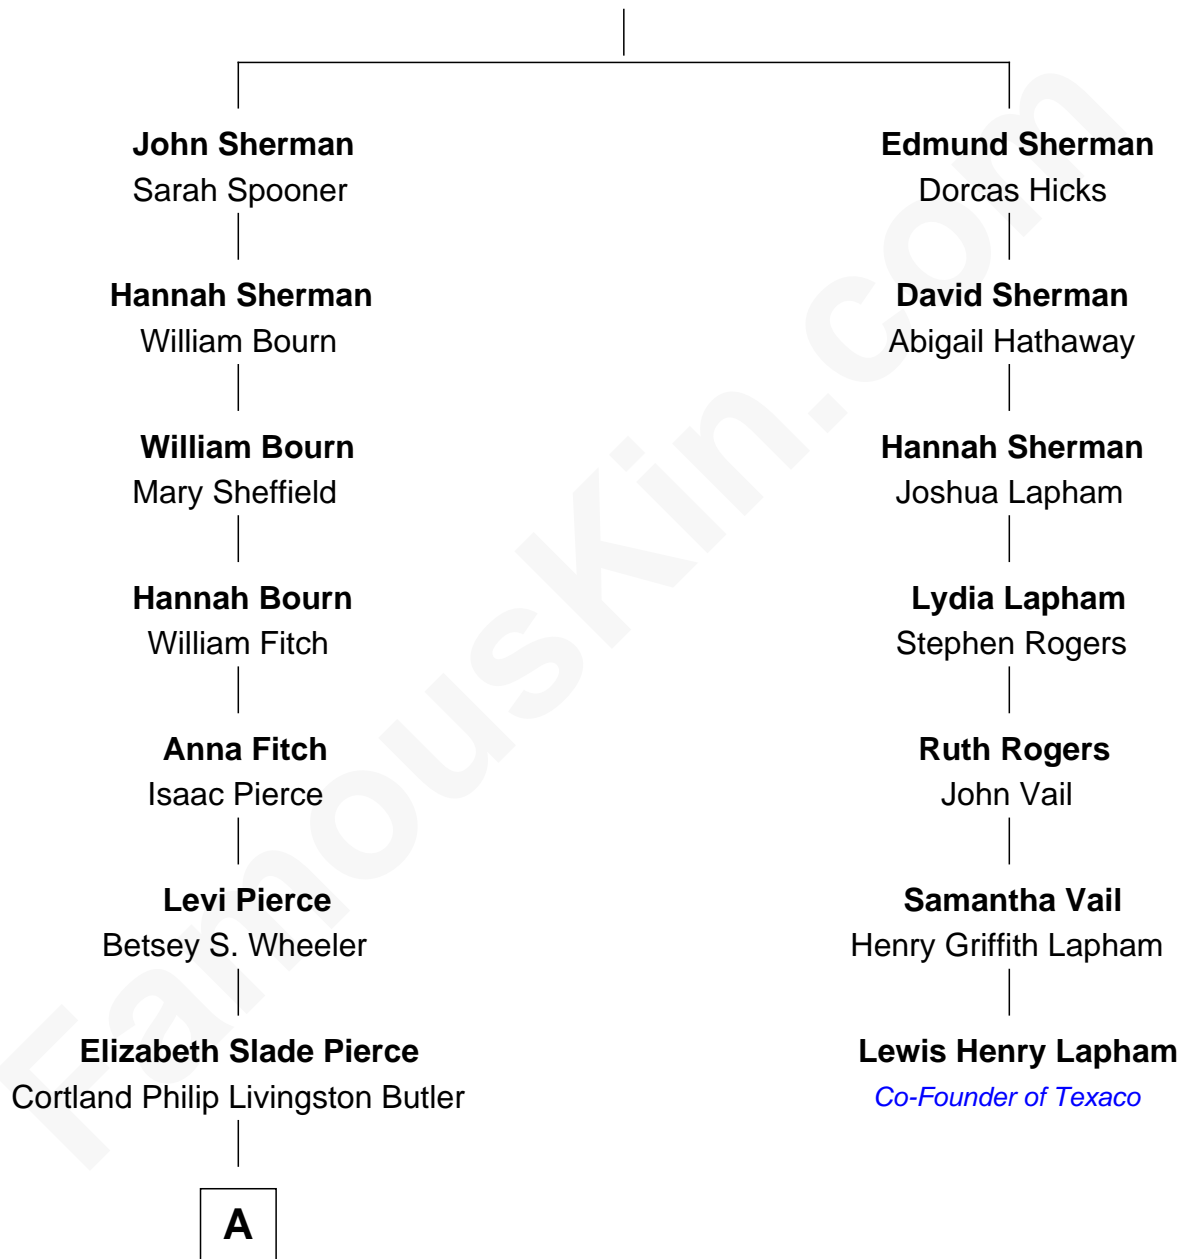 John Sherman
Sarah Spooner
Hannah Sherman
William Bourn
William Bourn
Mary Sheffield
Hannah Bourn
William Fitch
Anna Fitch
Isaac Pierce
Levi Pierce
Betsey S. Wheeler
Elizabeth Slade Pierce
Cortland Philip Livingston Butler
A
Edmund Sherman
Dorcas Hicks
David Sherman
Abigail Hathaway
Hannah Sherman
Joshua Lapham
Lydia Lapham
Stephen Rogers
Ruth Rogers
John Vail
Samantha Vail
Henry Griffith Lapham
Lewis Henry Lapham
Co-Founder of Texaco
FamousKin.com